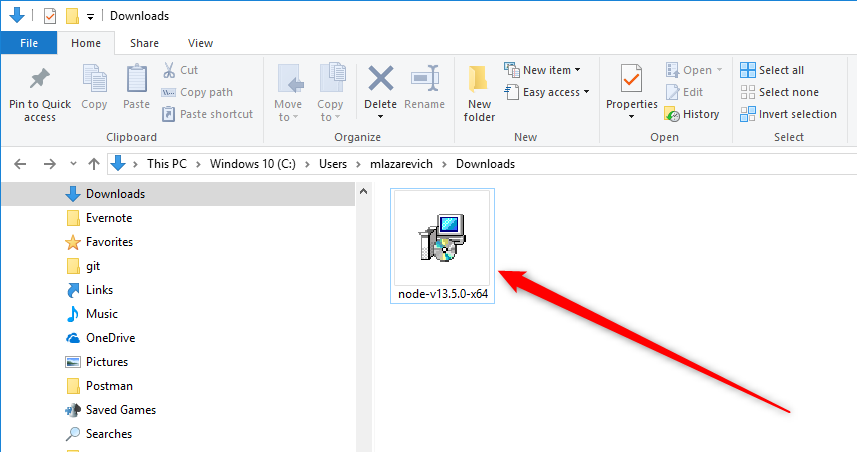 Downloads
File Home Share View
Pin to Quick access
Copy
Paste
Cut
Copy path
Paste shortcut
Clipboard
Move to
Copy to
Delete
Rename
Organize
New folder
New item
Easy access
New
Properties
Open
Edit
History
Open
Select all
Select none
Invert selection
Select
This PC > Windows 10 (C:) > Users > mlazarevich > Downloads
Downloads
Evernote
Favorites
git
Links
Music
OneDrive
Pictures
Postman
Saved Games
Searches
node-v13.5.0-x64